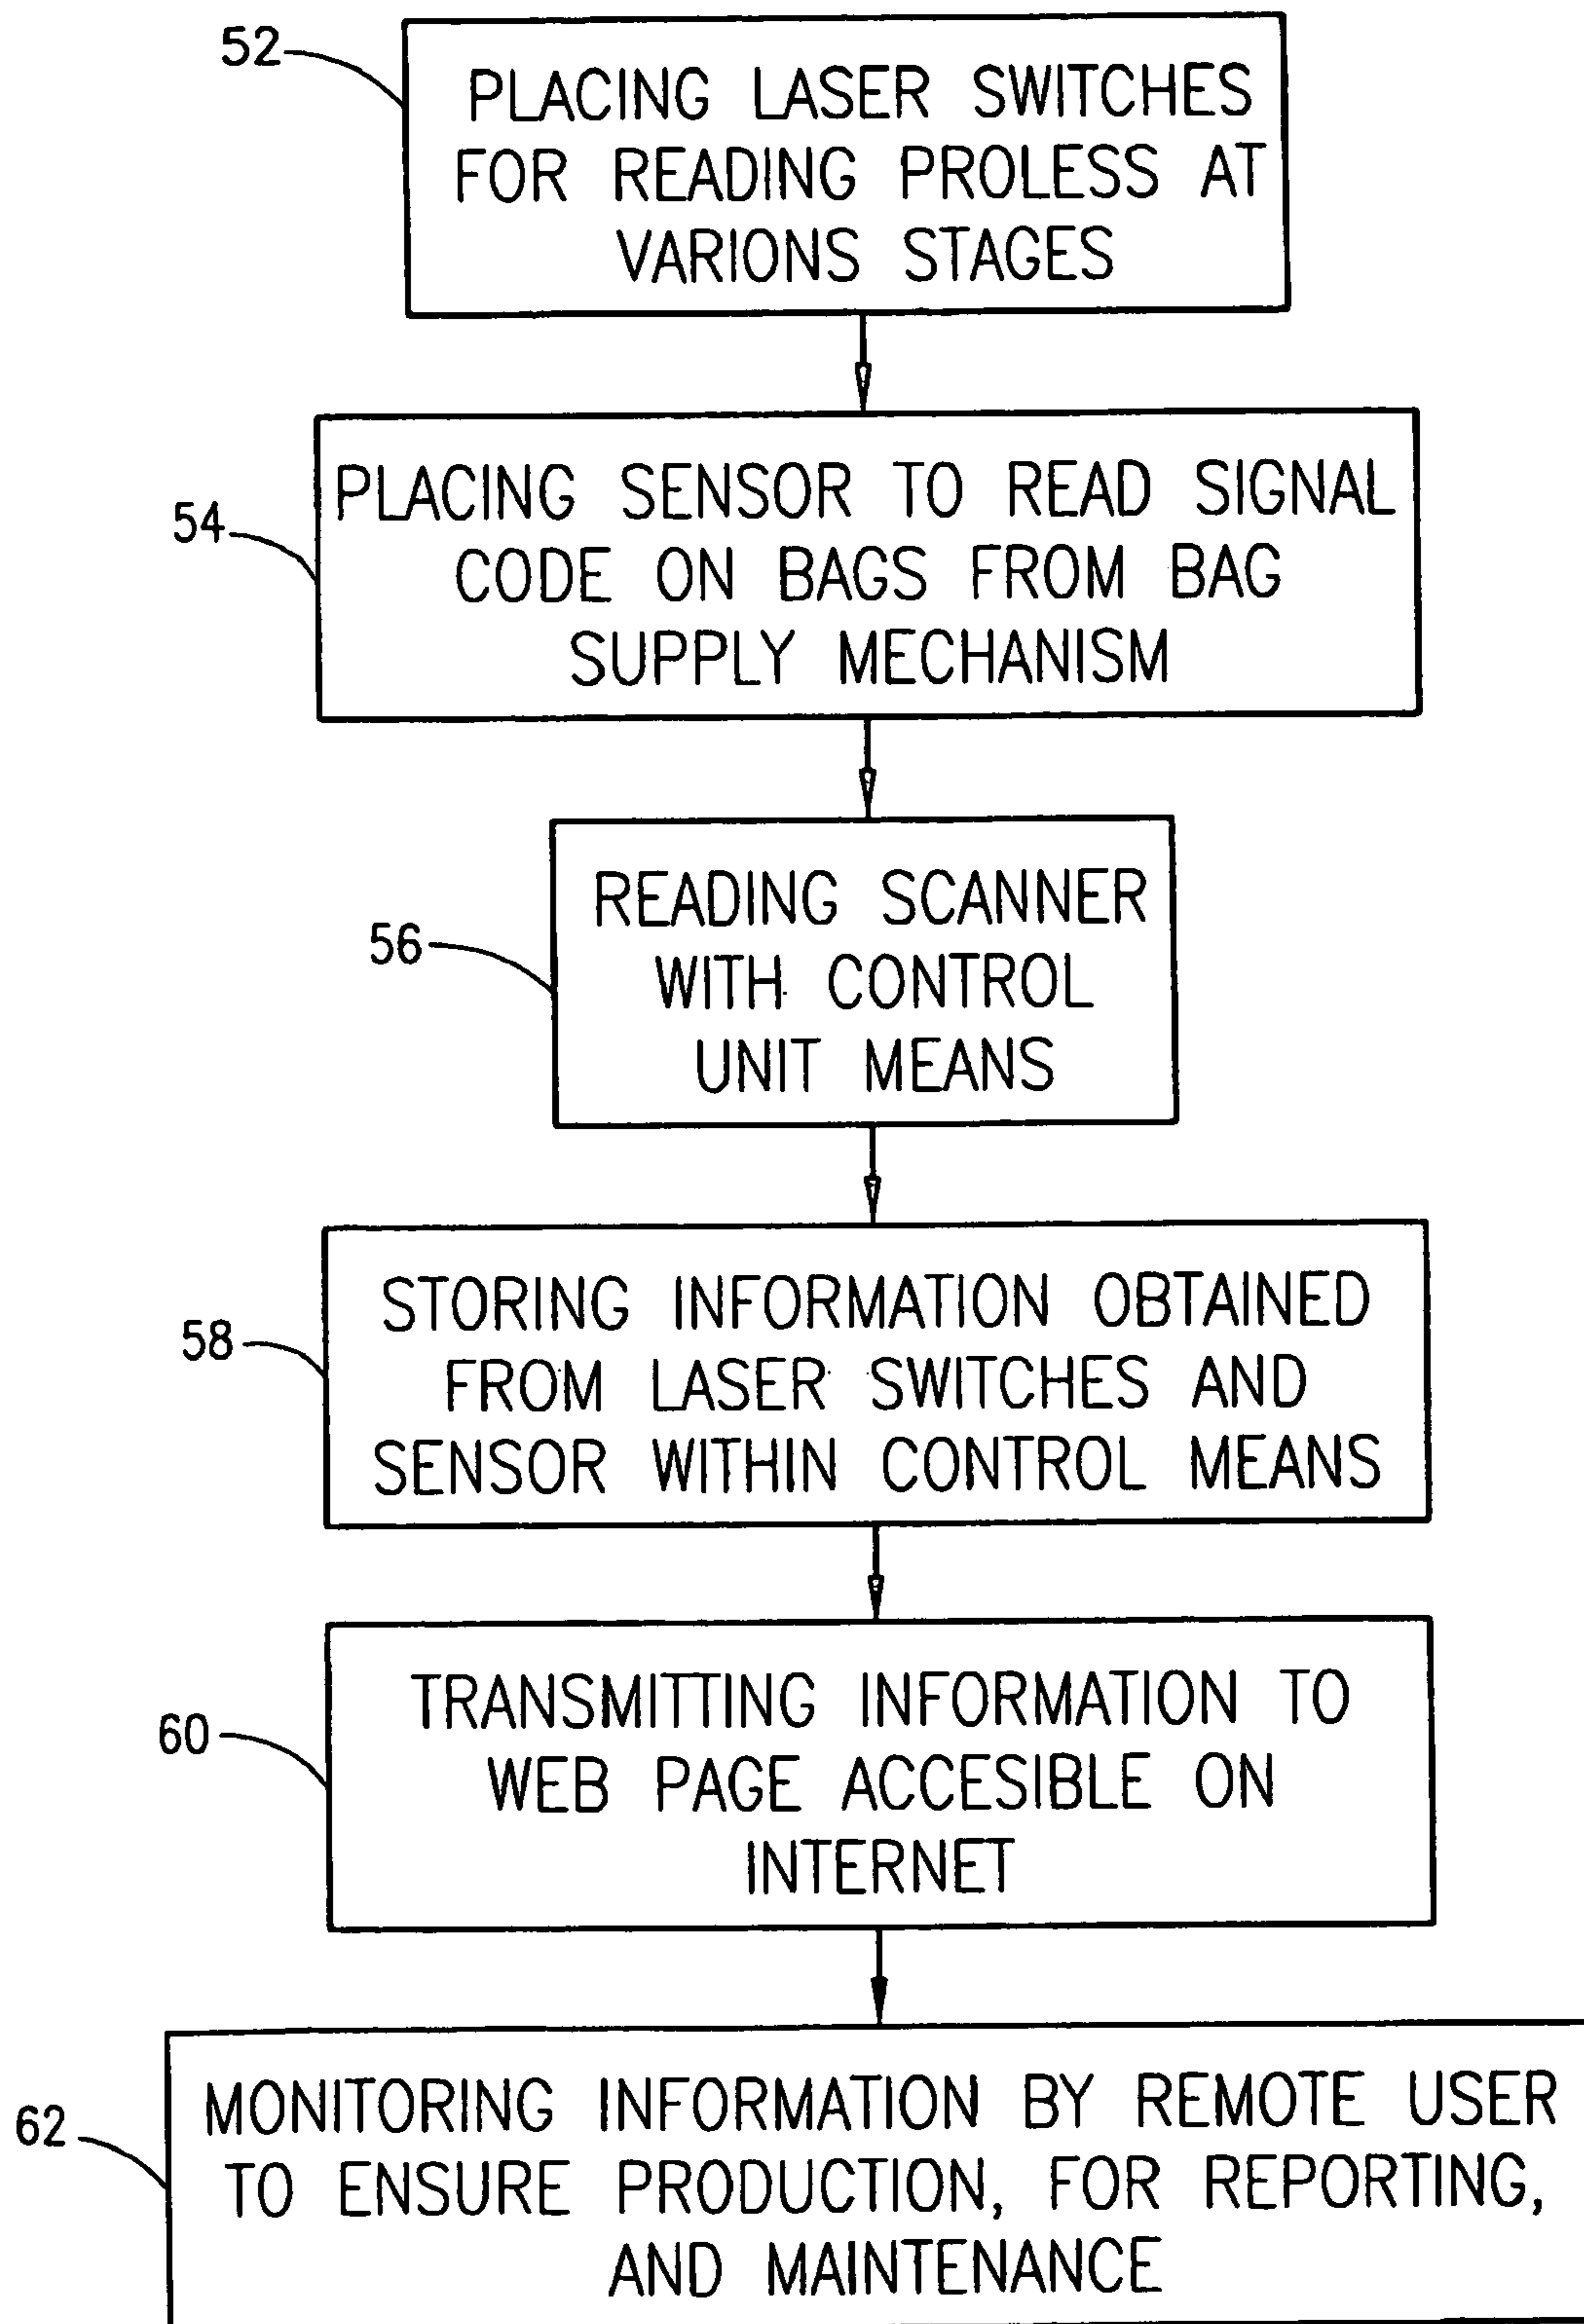 52
PLACING LASER SWITCHES
FOR READING PROLESS AT
VARIONS STAGES
54
PLACING SENSOR TO READ SIGNAL
CODE ON BAGS FROM BAG
SUPPLY MECHANISM
56
READING SCANNER
WITH CONTROL
UNIT MEANS
58
STORING INFORMATION OBTAINED
FROM LASER SWITCHES AND
SENSOR WITHIN CONTROL MEANS
60
TRANSMITTING INFORMATION TO
WEB PAGE ACCESIBLE ON
INTERNET
62
MONITORING INFORMATION BY REMOTE USER
TO ENSURE PRODUCTION, FOR REPORTING,
AND MAINTENANCE